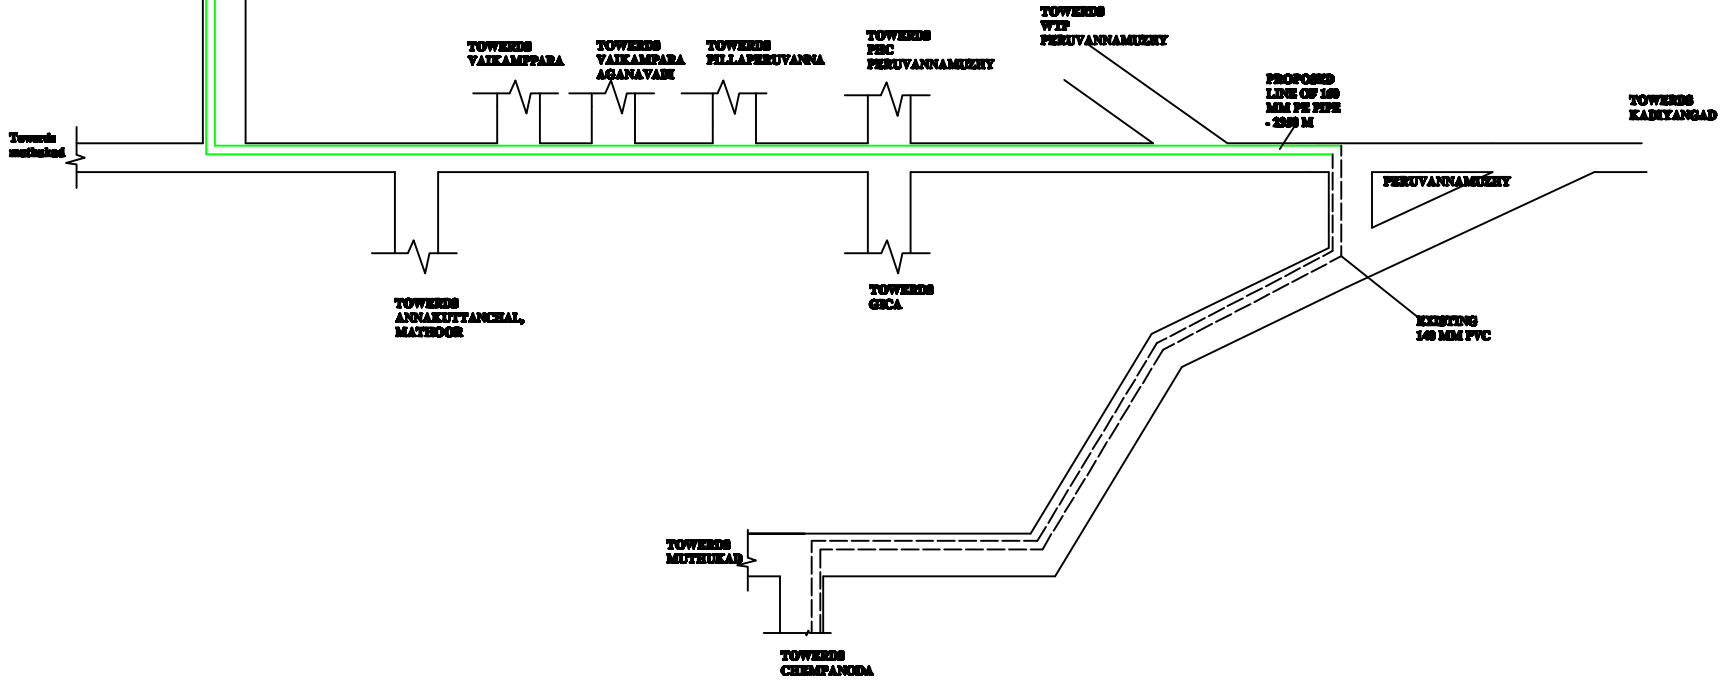 TOWERDS
WTP
PERUVANNAMUZHY
TOWERDS
PHC
PERUVANNAMUZHY
TOWERDS
VAIKAMPPARA
TOWERDS
VAIKAMPARA
AGANAVADI
TOWERDS
PILLAPERUVANNA
PROPOSED
LINE OF 160
MM PE PIPE
- M
TOWERDS
KADIYANGAD
Towards
muthukad
PERUVANNAMUZHY
TOWERDS
ANNAKUTTANCHAL,
MATHOOR
TOWERDS
GICA
EXISTING
140 MM PVC
TOWERDS
MUTHUKAD
TOWERDS
CHEMPANODA